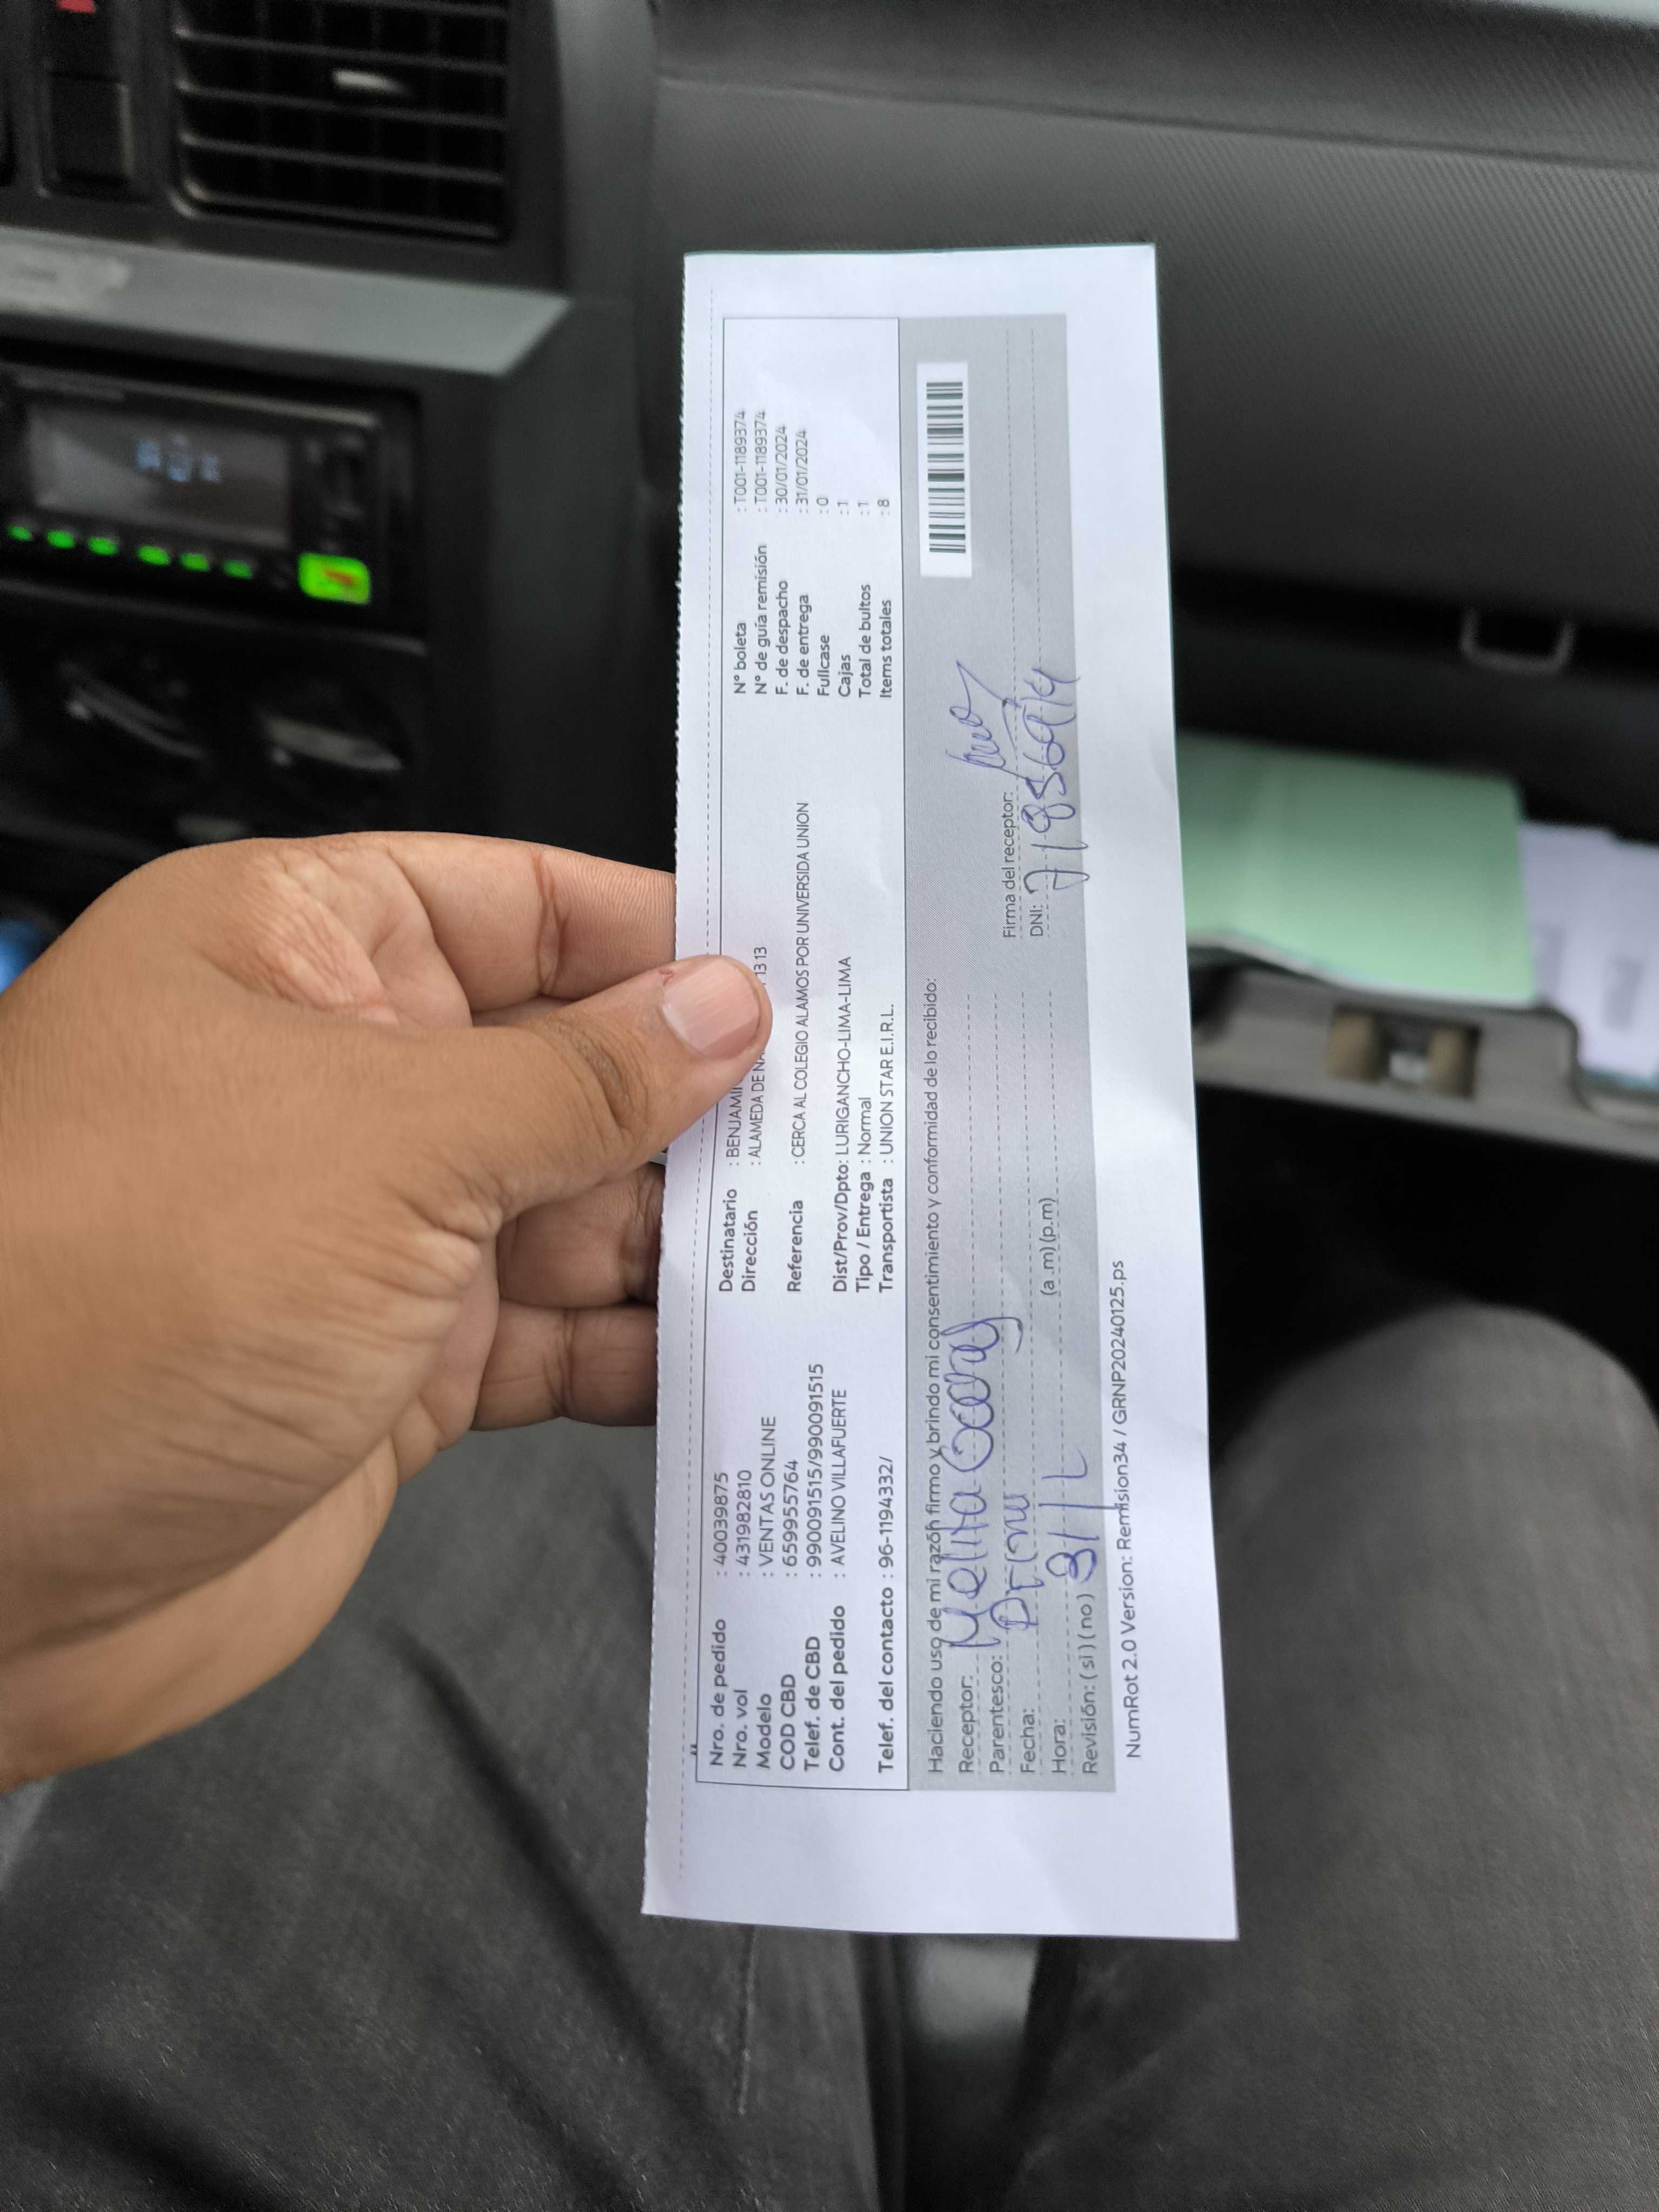 Nro. de pedido : 40039875
Nro. vol : 431982810
Modelo : VENTAS ONLINE
COD CBD : 659955764
Telef. de CBD : 990091515/990091515
Cont. del pedido : AVELINO VILLAFUERTE
Telef. del contacto : 96-1194332/
Destinatario : BENJAMI
Dirección : ALAMEDA DE NA 1313
Referencia : CERCA AL COLEGIO ALAMOS POR UNIVERSIDA UNION
Dist/Prov/Dpto: LURIGANCHO-LIMA-LIMA
Tipo / Entrega : Normal
Transportista : UNION STAR E.I.R.L.
N° boleta : T001-1189374
N° de guía remisión : T001-1189374
F. de despacho : 30/01/2024
F. de entrega : 31/01/2024
Fullcase : 0
Cajas : 1
Total de bultos : 1
Items totales : 8
Haciendo uso de mi razón firmo y brindo mi consentimiento y conformidad de lo recibido:
Receptor: Melita
Parentesco:
Fecha:
Hora: (a .m) (p.m)
Revisión: ( si ) ( no )
Firma del receptor:
DNI:
NumRot 2.0 Version: Remision34 / GRNP20240125.ps